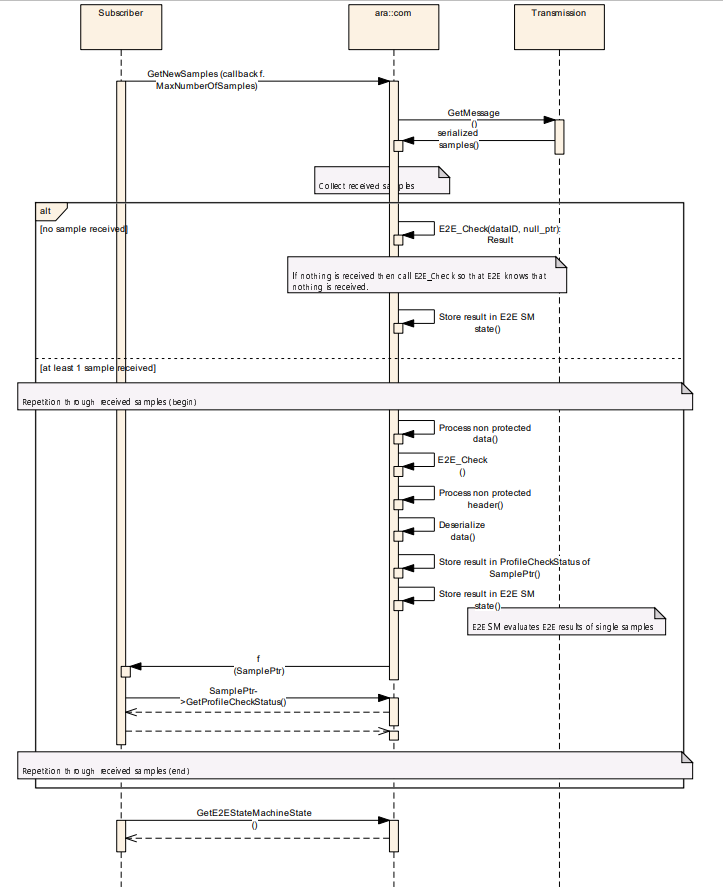 Subscriber
ara::com
Transmission
GetNewSamples (callback f.
MaxNumberOfSamples)
GetMessage
()
serialized
samples()
Collect received samples
alt
[no sample received]
E2E_Check(dataID, null_ptr):
Result
If nothing is received then call E2E_Check so that E2E knows that
nothing is received.
Store result in E2E SM
state()
[at least 1 sample received]
Repetition through received samples (begin)
Process non protected
data()
E2E_Check
()
Process non protected
header()
Deserialize
data()
Store result in ProfileCheckStatus of
SamplePtr()
Store result in E2E SM
state()
E2E SM evaluates E2E results of single samples
f
(SamplePtr)
SamplePtr-
>GetProfileCheckStatus()
Repetition through received samples (end)
GetE2EStateMachineState
()